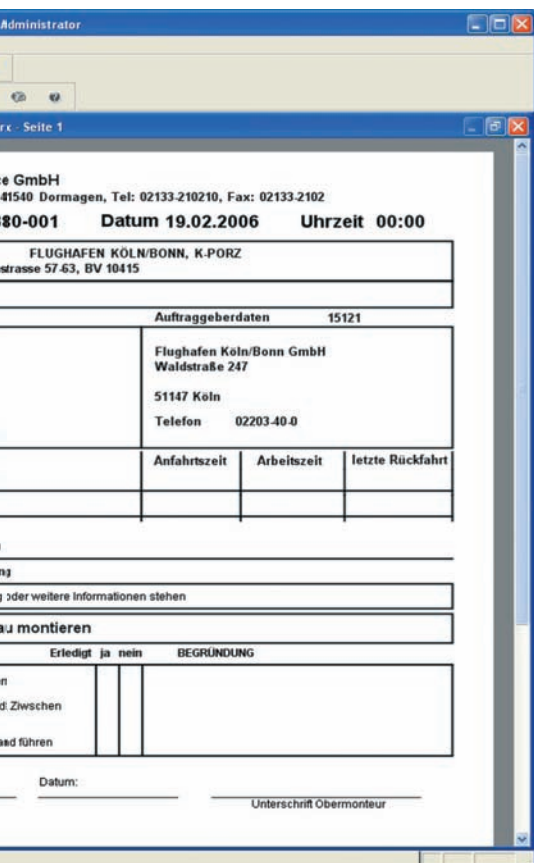 Administrator
- Seite 1
GmbH
41540 Dormagen, Tel: 02133-210210, Fax: 02133-2102
80-001 Datum 19.02.2006 Uhrzeit 00:00
FLUGHAFEN KÖLN/BONN, K-PORZ
strasse 57-63, BV 10415
Auftraggeberdaten 15121
Flughafen Köln/Bonn GmbH
Waldstraße 247
51147 Köln
Telefon 02203-40-0
Anfahrtszeit Arbeitszeit letzte Rückfahrt
ng
g oder weitere Informationen stehen
au montieren
Erledigt ja nein BEGRÜNDUNG
en
d Ziwschen
and führen
Datum:
Unterschrift Obermonteur